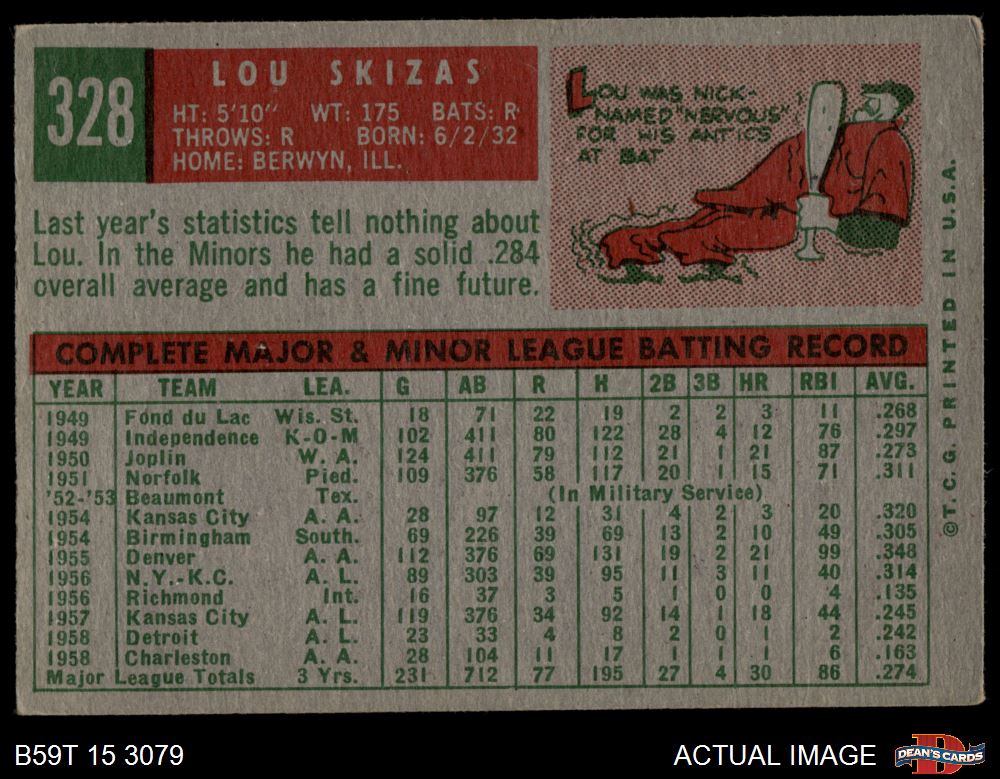 328
LOU SKIZAS
HT: 5'10" WT: 175 BATS: R
THROWS: R BORN: 6/2/32
HOME: BERWYN, ILL.
LOU WAS NICK-
NAMED "NERVOUS"
FOR HIS ANTICS
AT BAT
Last year's statistics tell nothing about
Lou. In the Minors he had a solid .284
overall average and has a fine future.
COMPLETE MAJOR & MINOR LEAGUE BATTING RECORD
YEAR TEAM LEA. G AB R H 2B 3B HR RBI AVG.
1949 Fond du Lac Wis. St. 18 71 22 19 2 2 3 11 .268
1949 Independence K-O-M 102 411 80 122 28 4 12 76 .297
1950 Joplin W. A. 124 411 79 112 21 1 21 87 .273
1951 Norfolk Pied. 109 376 58 117 20 1 15 71 .311
'52-'53 Beaumont Tex. (In Military Service)
1954 Kansas City A. A. 28 97 12 31 4 2 3 20 .320
1954 Birmingham South. 69 226 39 69 13 2 10 49 .305
1955 Denver A. A. 112 376 69 131 19 2 21 99 .348
1956 N.Y.-K.C. A. L. 89 303 39 95 11 3 11 40 .314
1956 Richmond Int. 16 37 3 5 1 0 0 4 .135
1957 Kansas City A. L. 119 376 34 92 14 1 18 44 .245
1958 Detroit A. L. 23 33 4 8 2 0 1 2 .242
1958 Charleston A. A. 28 104 11 17 1 1 1 6 .163
Major League Totals 3 Yrs. 231 712 77 195 27 4 30 86 .274
©T.C.G. PRINTED IN U.S.A.
B59T 15 3079
ACTUAL IMAGE
D
DEAN'S CARDS